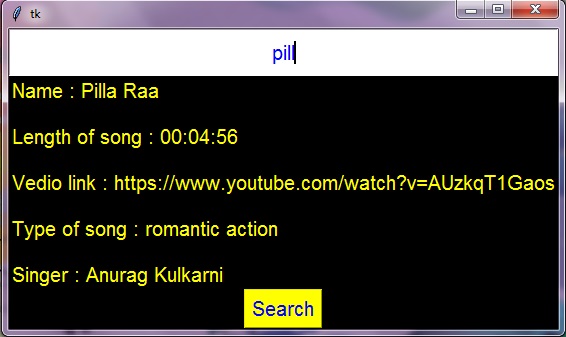 tk
pill
Name : Pilla Raa
Length of song : 00:04:56
Vedio link : https://www.youtube.com/watch?v=AUzkqT1Gaos
Type of song : romantic action
Singer : Anurag Kulkarni
Search